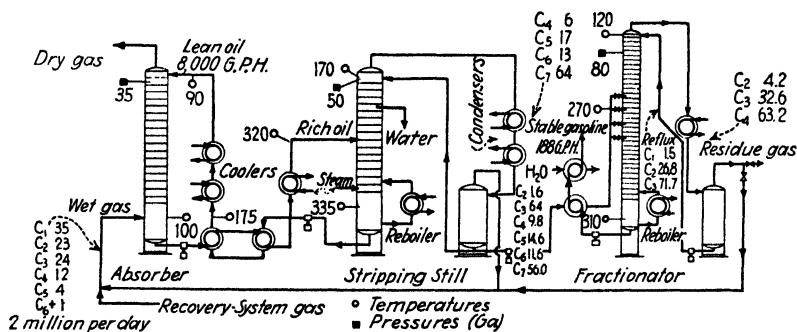 Dry gas
Lean oil
8,000 G.P.H.
35
90
Wet gas
C₁ 35
C₂ 23
C₃ 24
C₄ 12
C₅ 4
C₆+ 1
2 million per day
100
175
Absorber
Coolers
Recovery-System gas
320
Rich oil
Steam
335
170
50
Water
Reboiler
Stripping Still
Condensers
C₄ 6
C₅ 17
C₆ 13
C₇ 64
Stable gasoline
188 G.P.H.
H₂O
C₂ 1.6
C₃ 6.4
C₄ 9.8
C₅ 14.6
C₆ 11.6
C₇ 56.0
120
80
270
310
Reflux
C₁ 1.5
C₂ 26.8
C₃ 71.7
Reboiler
Fractionator
C₂ 4.2
C₃ 32.6
C₄ 63.2
Residue gas
Temperatures
Pressures (Ga)